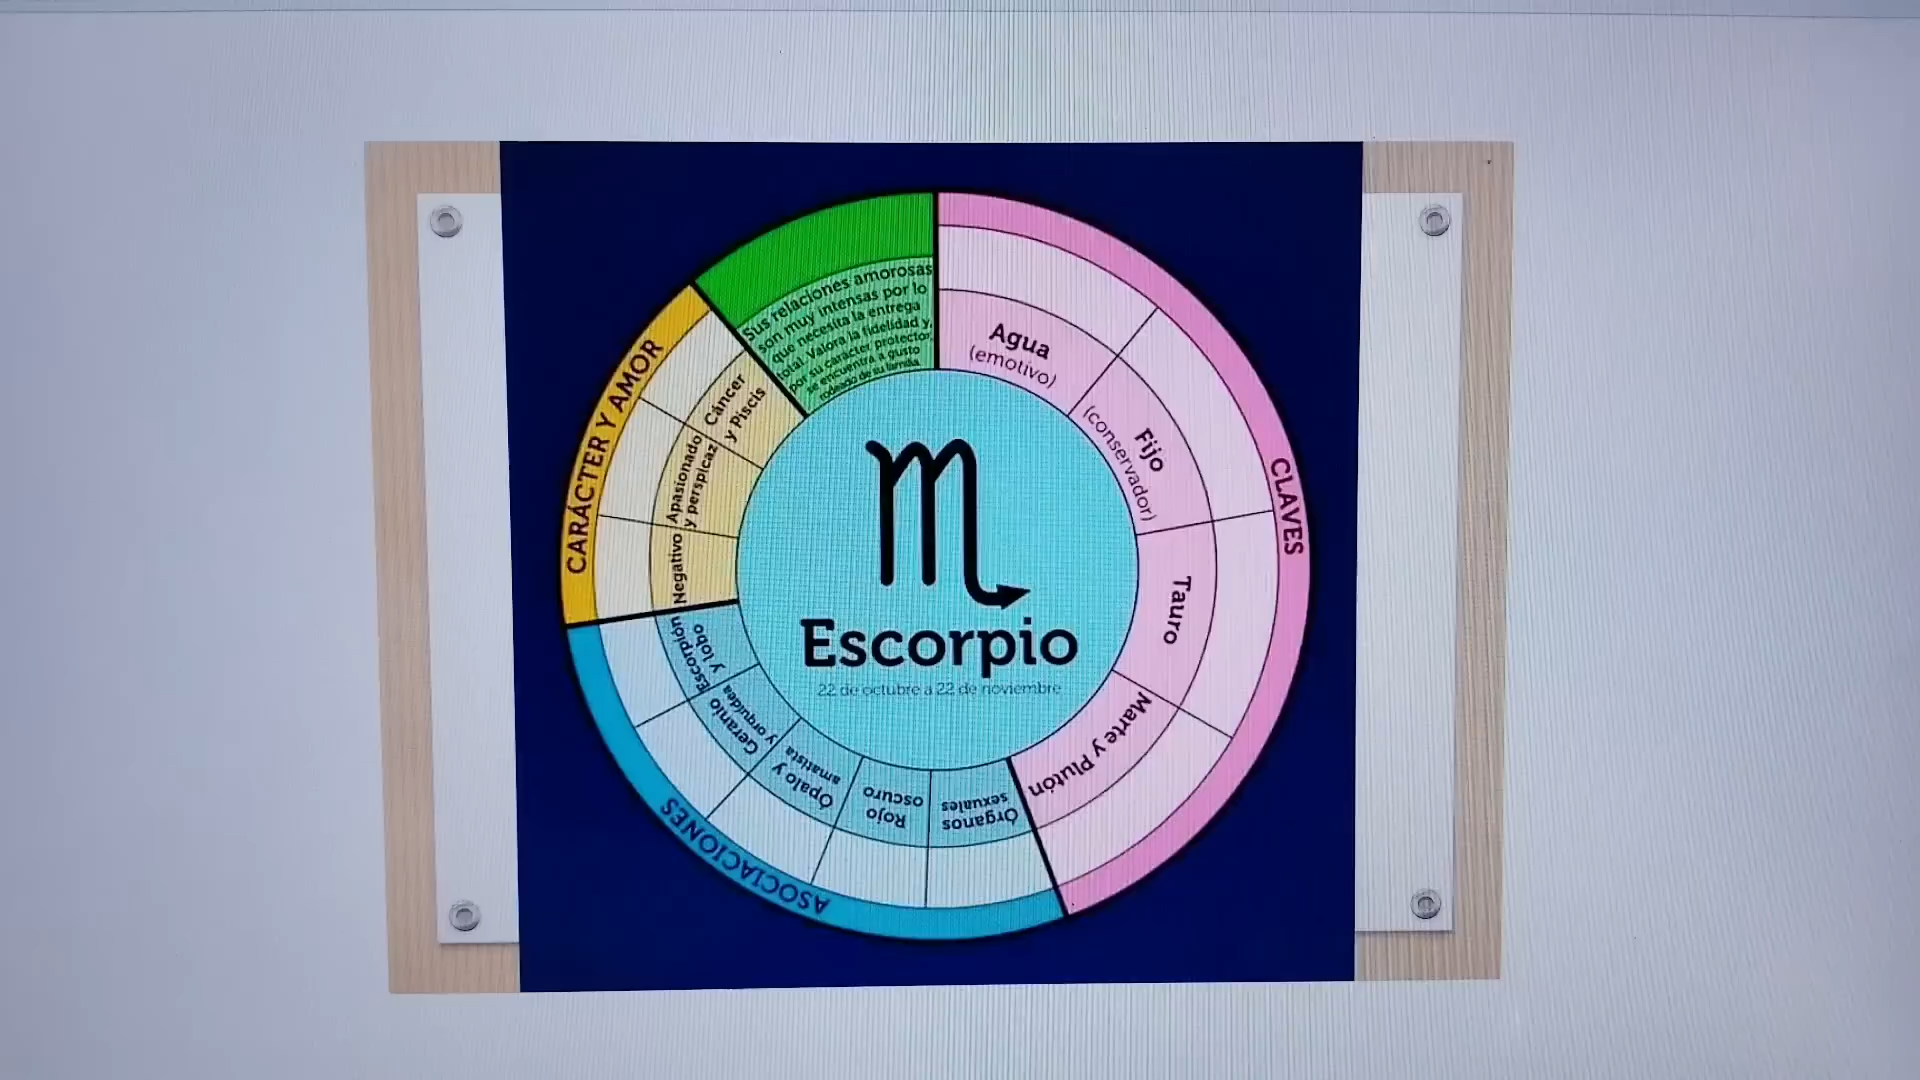 Escorpio
22 de octubre a 22 de noviembre
CLAVES
Agua
(emotivo)
Fijo
(conservador)
Tauro
Marte y Plutón
ASOCIACIONES
Órganos
sexuales
Rojo
oscuro
Ópalo y
amatista
Geranio
y orquídea
Escorpión
y lobo
CARÁCTER Y AMOR
Negativo
Apasionado
y perspicaz
Cáncer
y Piscis
Sus relaciones amorosas
son muy intensas por lo
que necesita la entrega
total. Valora la fidelidad y,
por su carácter protector,
se encuentra a gusto
rodeado de su familia.